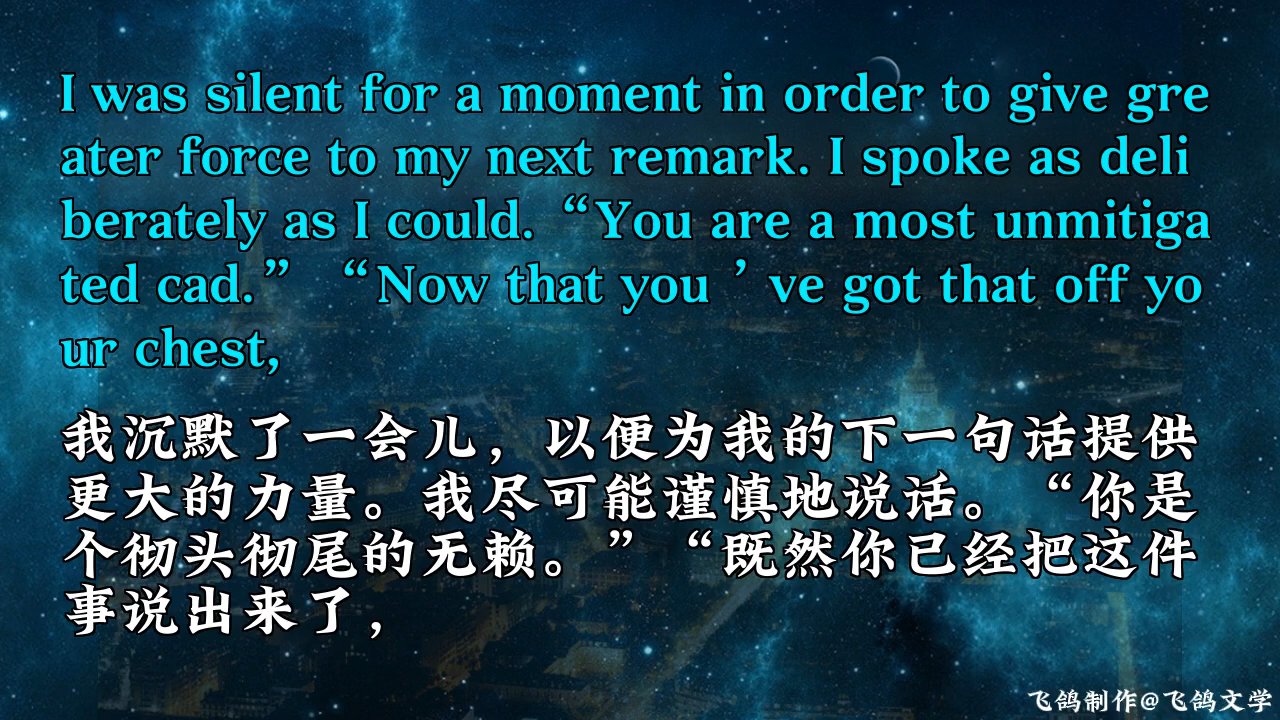 I was silent for a moment in order to give gre
ater force to my next remark. I spoke as deli
berately as I could. “You are a most unmitiga
ted cad.” “Now that you ’ ve got that off yo
ur chest,
我沉默了一会儿，以便为我的下一句话提供
更大的力量。我尽可能谨慎地说话。“你是
个彻头彻尾的无赖。”“既然你已经把这件
事说出来了，
飞鸽制作@飞鸽文学